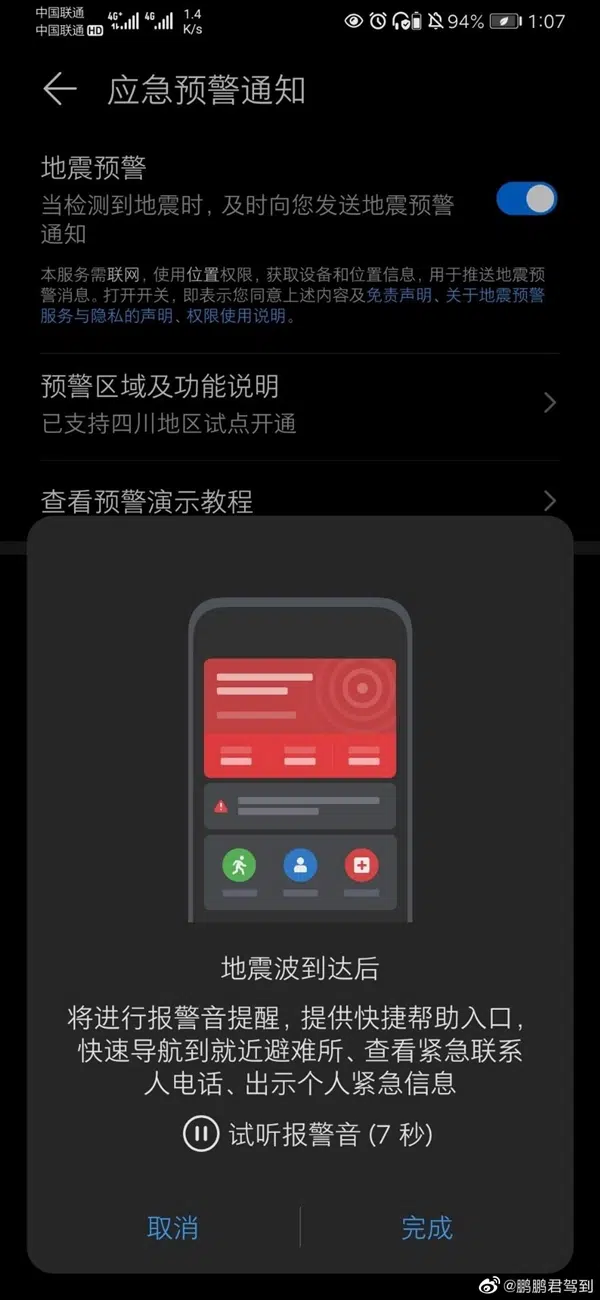 中国联通 4G+ 4G 1.4 94% 1:07
中国联通 HD K/s
应急预警通知
地震预警
当检测到地震时，及时向您发送地震预警
通知
本服务需联网，使用位置权限，获取设备和位置信息，用于推送地震预
警消息。打开开关，即表示您同意上述内容及免责声明、关于地震预警
服务与隐私的声明、权限使用说明。
预警区域及功能说明
已支持四川地区试点开通
查看预警演示教程
地震波到达后
将进行报警音提醒，提供快捷帮助入口，
快速导航到就近避难所、查看紧急联系
人电话、出示个人紧急信息
试听报警音 (7 秒)
取消 完成
@鹏鹏君驾到